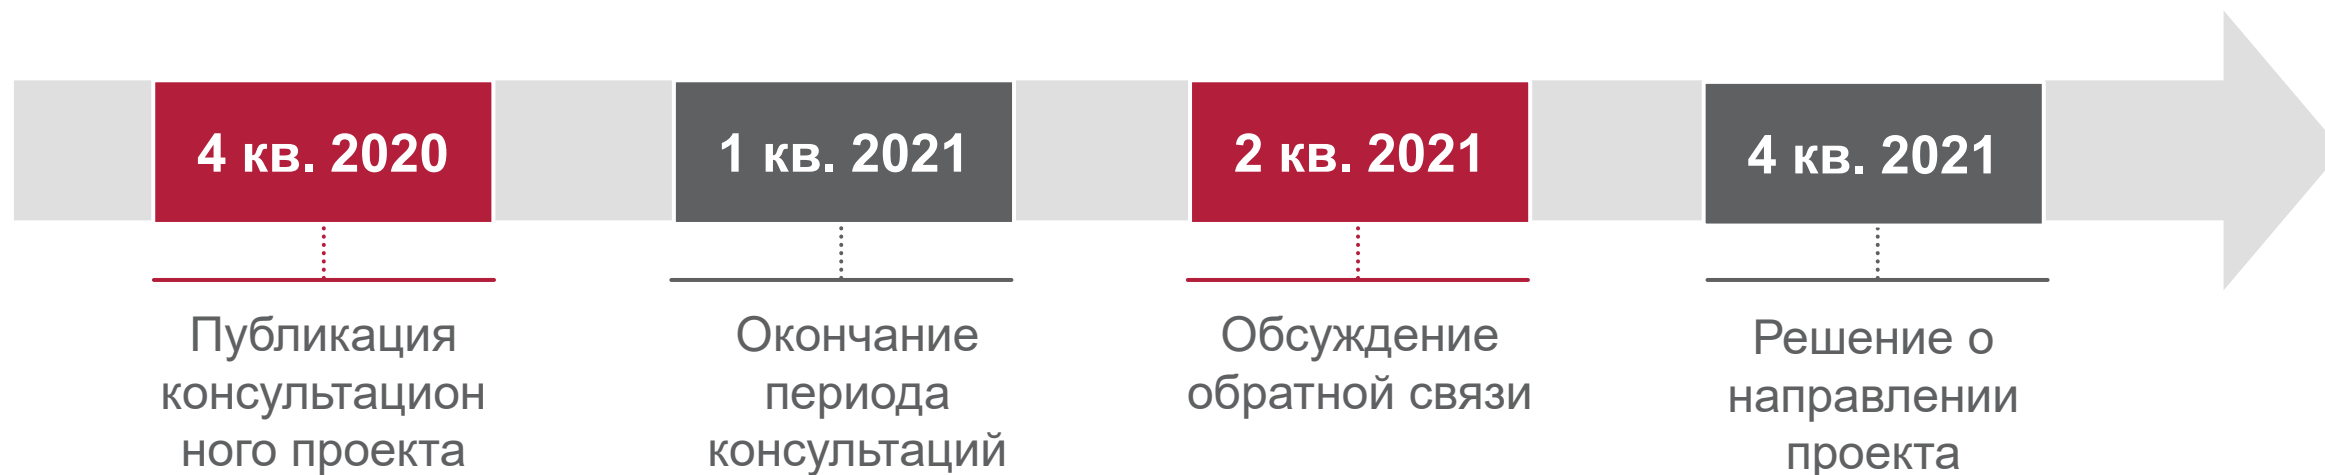 4 кв. 2020
1 кв. 2021
2 кв. 2021
4 кв. 2021
Публикация
консультацион
ного проекта
Окончание
периода
консультаций
Обсуждение
обратной связи
Решение о
направлении
проекта